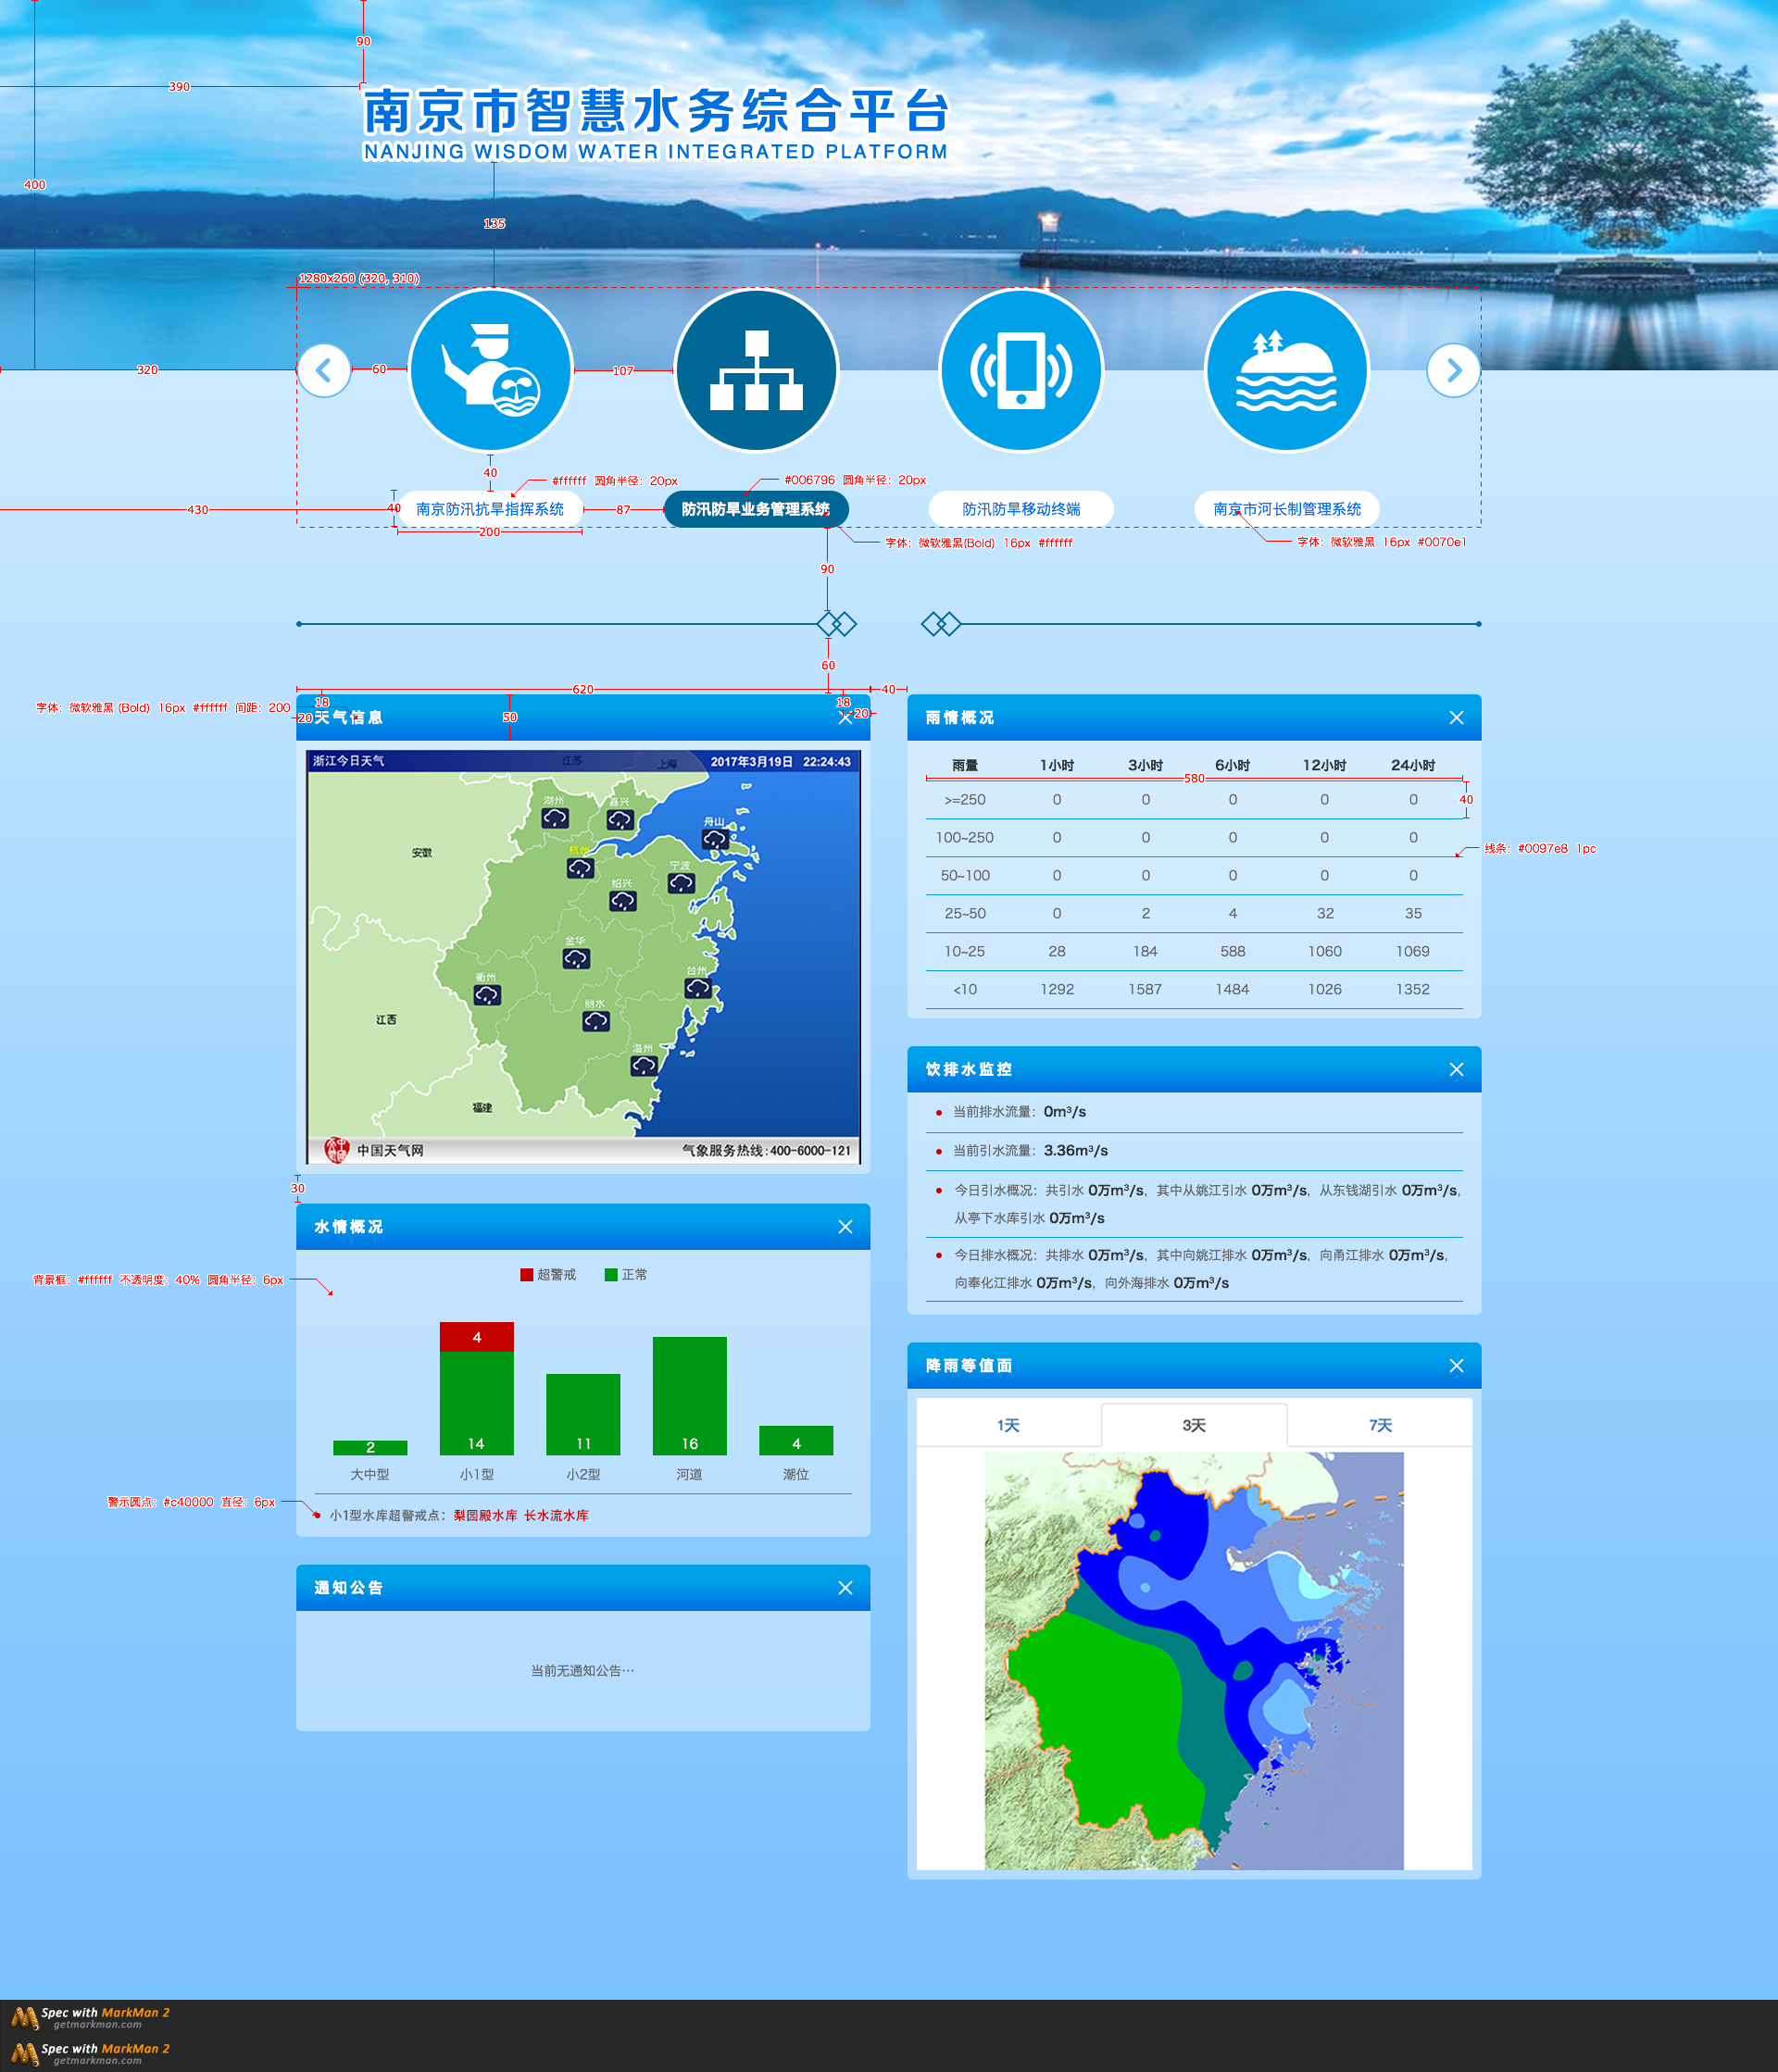 90
390
南京市智慧水务综合平台
NANJING WISDOM WATER INTEGRATED PLATFORM
400
135
1280x260 (320, 310)
320
60
107
40
#ffffff 圆角半径：20px
#006796 圆角半径：20px
430
40
南京防汛抗旱指挥系统
87
防汛防旱业务管理系统
防汛防旱移动终端
南京市河长制管理系统
200
字体：微软雅黑(Bold) 16px #ffffff
字体：微软雅黑 16px #0070e1
90
60
620
40
字体：微软雅黑 (Bold) 16px #ffffff 间距：200
18
20
天气信息
50
18
20
浙江今日天气
江苏
上海
2017年3月19日 22:24:43
湖州
嘉兴
舟山
安徽
杭州
宁波
绍兴
金华
衢州
台州
丽水
江西
温州
福建
中国天气网
气象服务热线:400-6000-121
30
水情概况
背景框：#ffffff 不透明度：40% 圆角半径：6px
超警戒
正常
4
2
14
11
16
4
大中型
小1型
小2型
河道
潮位
警示圆点：#c40000 直径：6px
小1型水库超警戒点：梨园殿水库 长水流水库
通知公告
当前无通知公告…
雨情概况
雨量 1小时 3小时 6小时 12小时 24小时
580
>=250 0 0 0 0 0
40
100~250 0 0 0 0 0
线条：#0097e8 1pc
50~100 0 0 0 0 0
25~50 0 2 4 32 35
10~25 28 184 588 1060 1069
<10 1292 1587 1484 1026 1352
饮排水监控
当前排水流量：0m³/s
当前引水流量：3.36m³/s
今日引水概况：共引水 0万m³/s，其中从姚江引水 0万m³/s，从东钱湖引水 0万m³/s，
从亭下水库引水 0万m³/s
今日排水概况：共排水 0万m³/s，其中向姚江排水 0万m³/s，向甬江排水 0万m³/s，
向奉化江排水 0万m³/s，向外海排水 0万m³/s
降雨等值面
1天
3天
7天
Spec with MarkMan 2
getmarkman.com
Spec with MarkMan 2
getmarkman.com